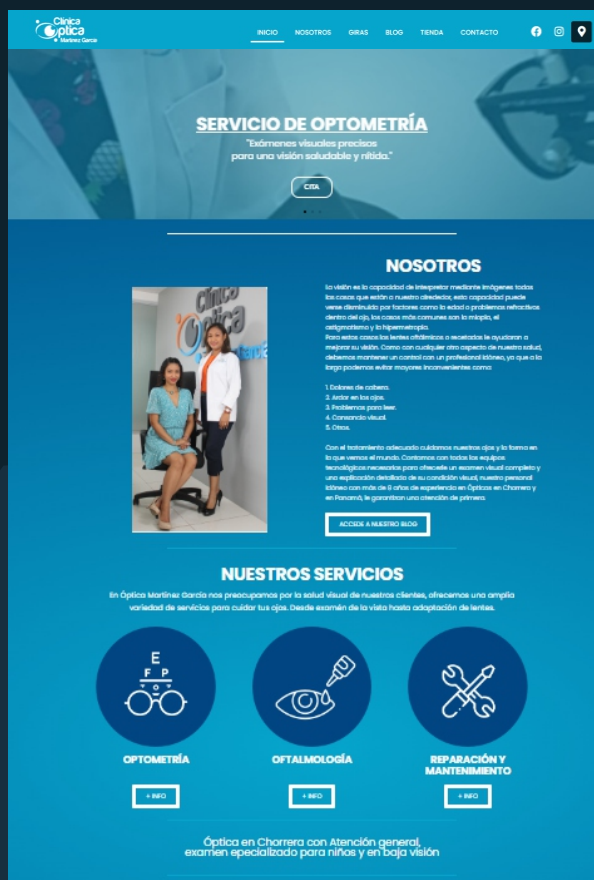 Clínica
Optica
Martínez García
INICIO NOSOTROS GIRAS BLOG TIENDA CONTACTO
SERVICIO DE OPTOMETRÍA
"Exámenes visuales precisos
para una visión saludable y nítida."
CITA
NOSOTROS
La visión es la capacidad de interpretar mediante imágenes todas
las cosas que están a nuestro alrededor, esta capacidad puede
verse disminuida por factores como la edad o problemas refractivos
dentro del ojo, los casos más comunes son la miopía, el
astigmatismo y la hipermetropía.
Para estos casos los lentes oftálmicos o recetados le ayudaran a
mejorar su visión. Como con cualquier otro aspecto de nuestra salud,
debemos mantener un control con un profesional idóneo, ya que a la
larga podemos evitar mayores inconvenientes como:
1. Dolores de cabeza.
2. Ardor en los ojos.
3. Problemas para leer.
4. Cansancio visual.
5. Otros.
Con el tratamiento adecuado cuidamos nuestros ojos y la forma en
la que vemos el mundo. Contamos con todos los equipos
tecnológicos necesarios para ofrecerle un examen visual completo y
una explicación detallada de su condición visual, nuestro personal
idóneo con más de 8 años de experiencia en Ópticas en Chorrera y
en Panamá, le garantizan una atención de primera.
Clínica
Optica
ACCEDE A NUESTRO BLOG
NUESTROS SERVICIOS
En Óptica Martínez García nos preocupamos por la salud visual de nuestros clientes, ofrecemos una amplia
variedad de servicios para cuidar tus ojos. Desde exámen de la vista hasta adaptación de lentes.
E
F P
OPTOMETRÍA
OFTALMOLOGÍA
REPARACIÓN Y
MANTENIMIENTO
+ INFO
+ INFO
+ INFO
Óptica en Chorrera con Atención general,
examen epecializado para niños y en baja visión